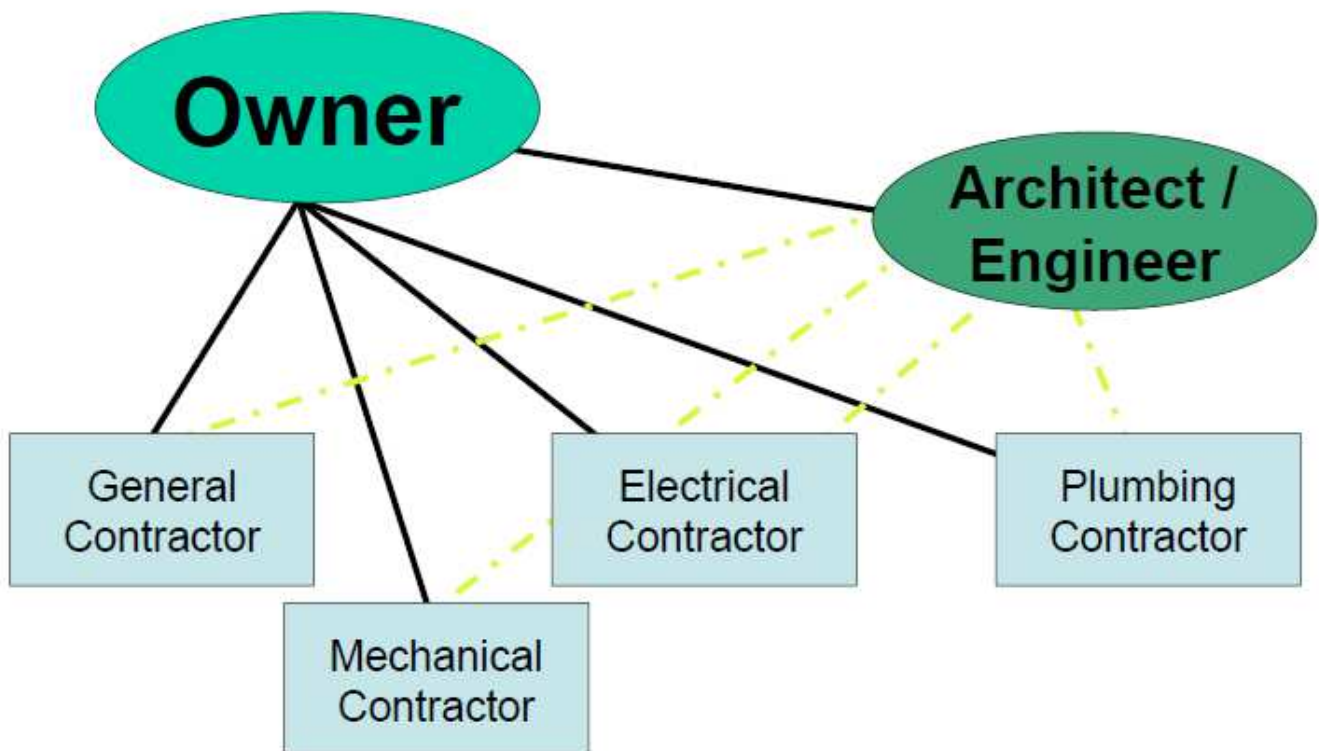 Owner
Architect /
Engineer
General
Contractor
Electrical
Contractor
Plumbing
Contractor
Mechanical
Contractor